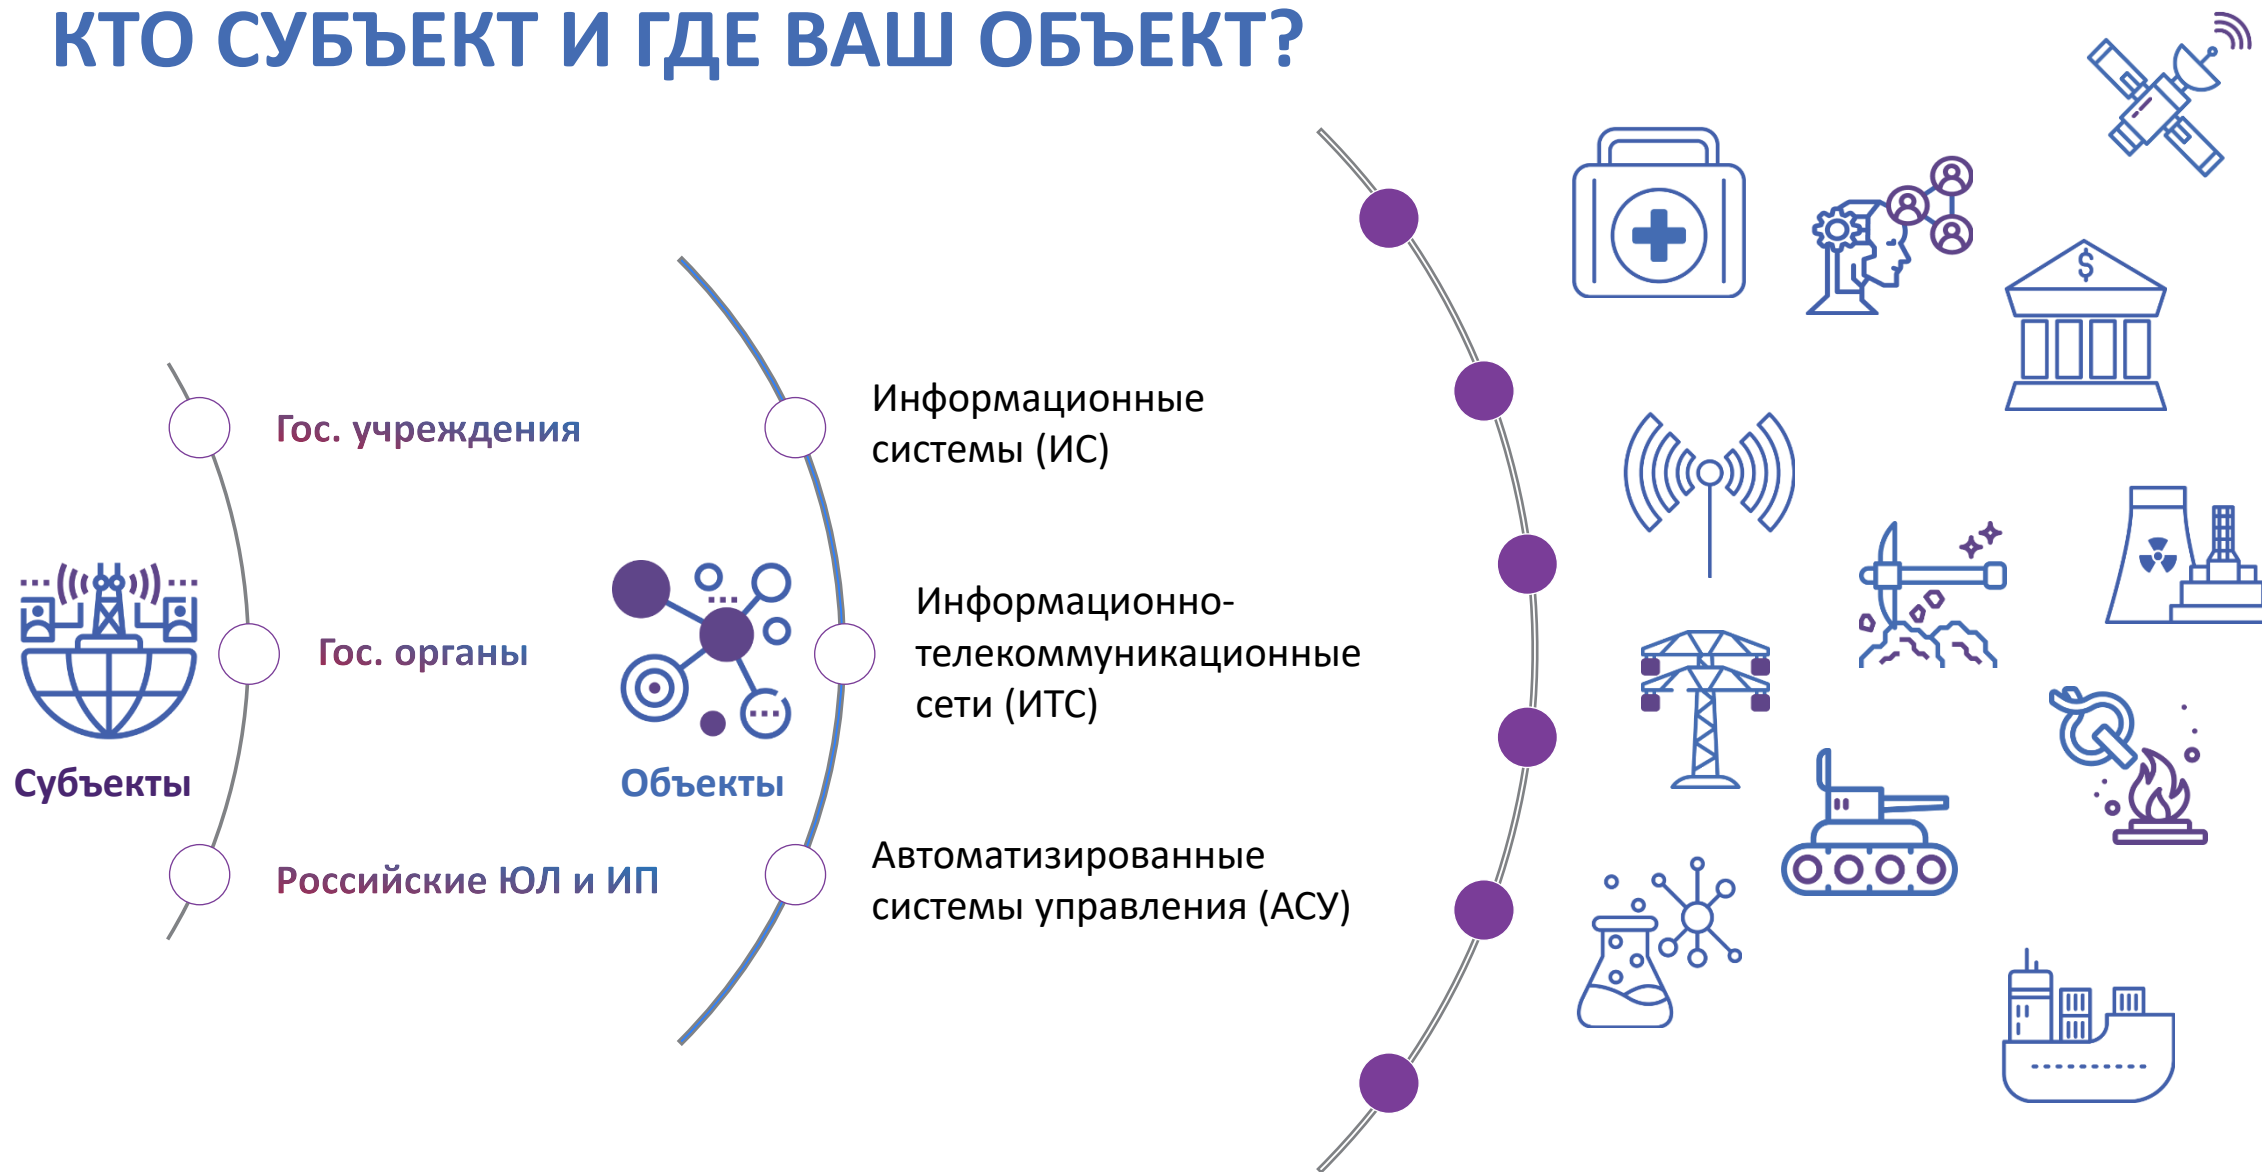 КТО СУБЪЕКТ И ГДЕ ВАШ ОБЪЕКТ?
Субъекты
Гос. учреждения
Гос. органы
Российские ЮЛ и ИП
Объекты
Информационные
системы (ИС)
Информационно-
телекоммуникационные
сети (ИТС)
Автоматизированные
системы управления (АСУ)
$